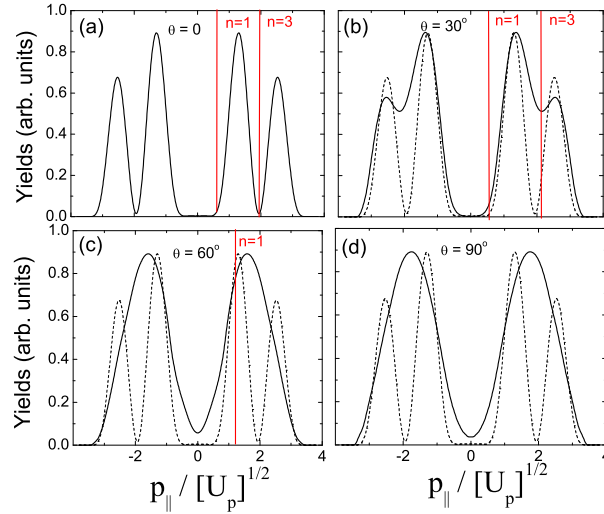 (a) θ = 0 n=1 n=3
(b) θ = 30° n=1 n=3
1.0
0.8
0.6
0.4
0.2
0.0
Yields (arb. units)
(c) θ = 60° n=1
(d) θ = 90°
1.0
0.8
0.6
0.4
0.2
0.0
Yields (arb. units)
-2 0 2 4
-2 0 2 4
p∥ / [Up]^1/2
p∥ / [Up]^1/2